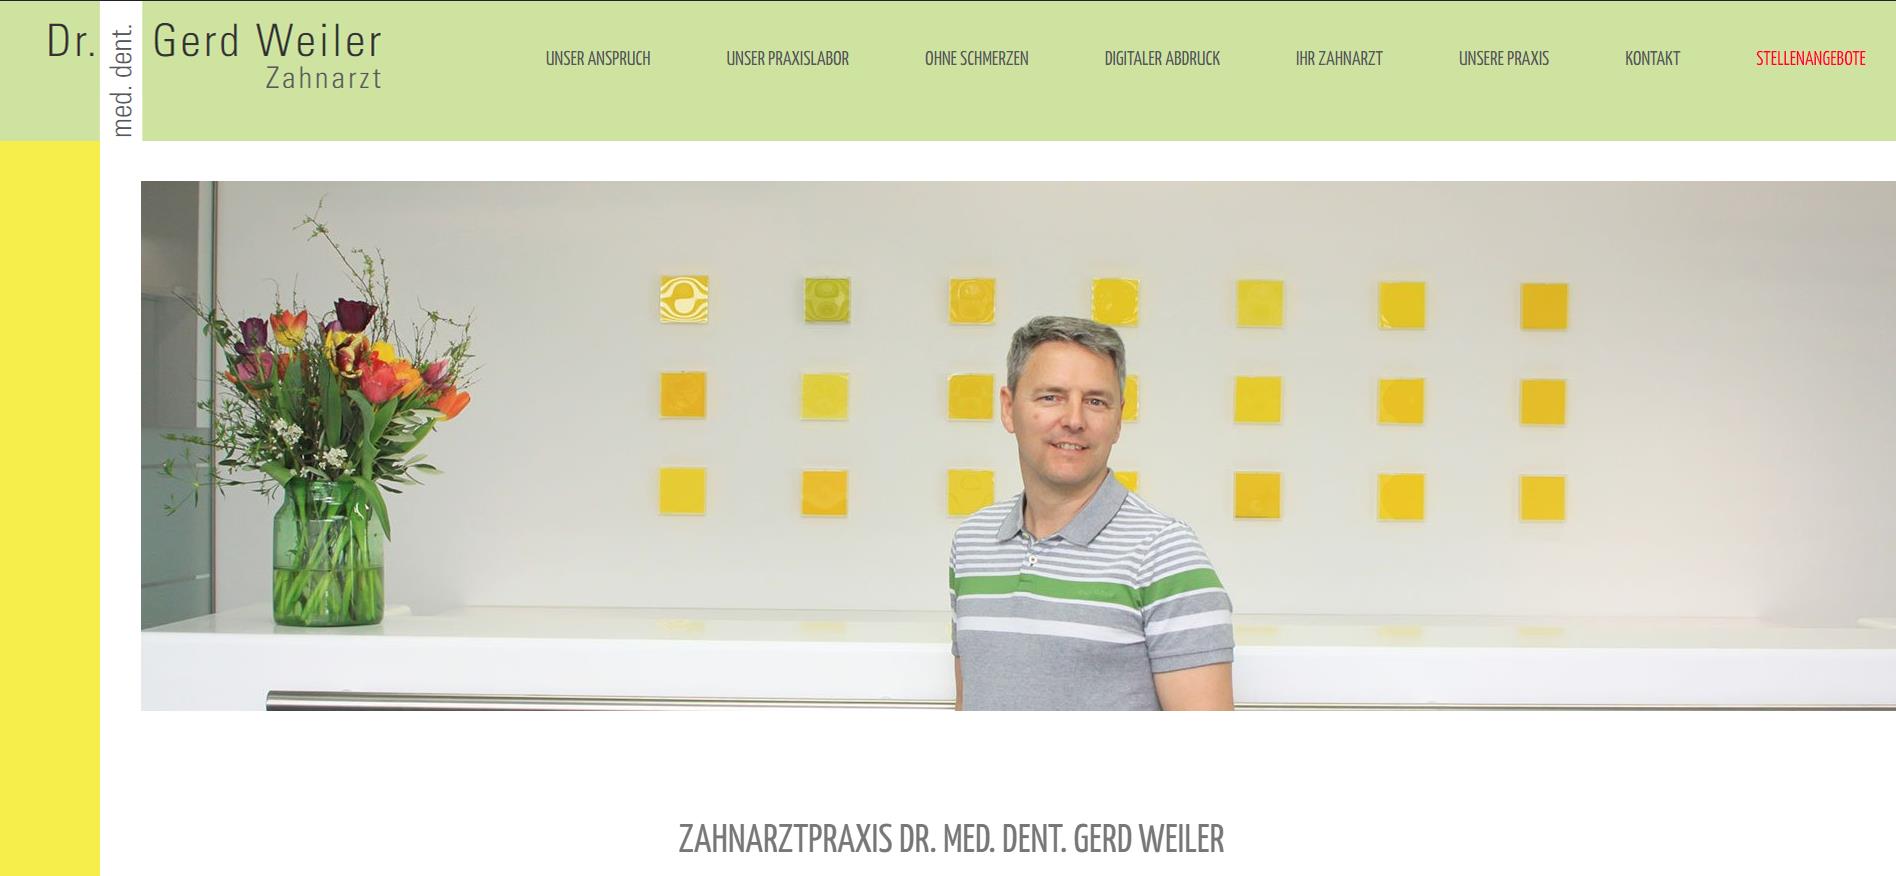 Dr. med. dent. Gerd Weiler
Zahnarzt
UNSER ANSPRUCH
UNSER PRAXISLABOR
OHNE SCHMERZEN
DIGITALER ABDRUCK
IHR ZAHNARZT
UNSERE PRAXIS
KONTAKT
STELLENANGEBOTE
ZAHNARZTPRAXIS DR. MED. DENT. GERD WEILER